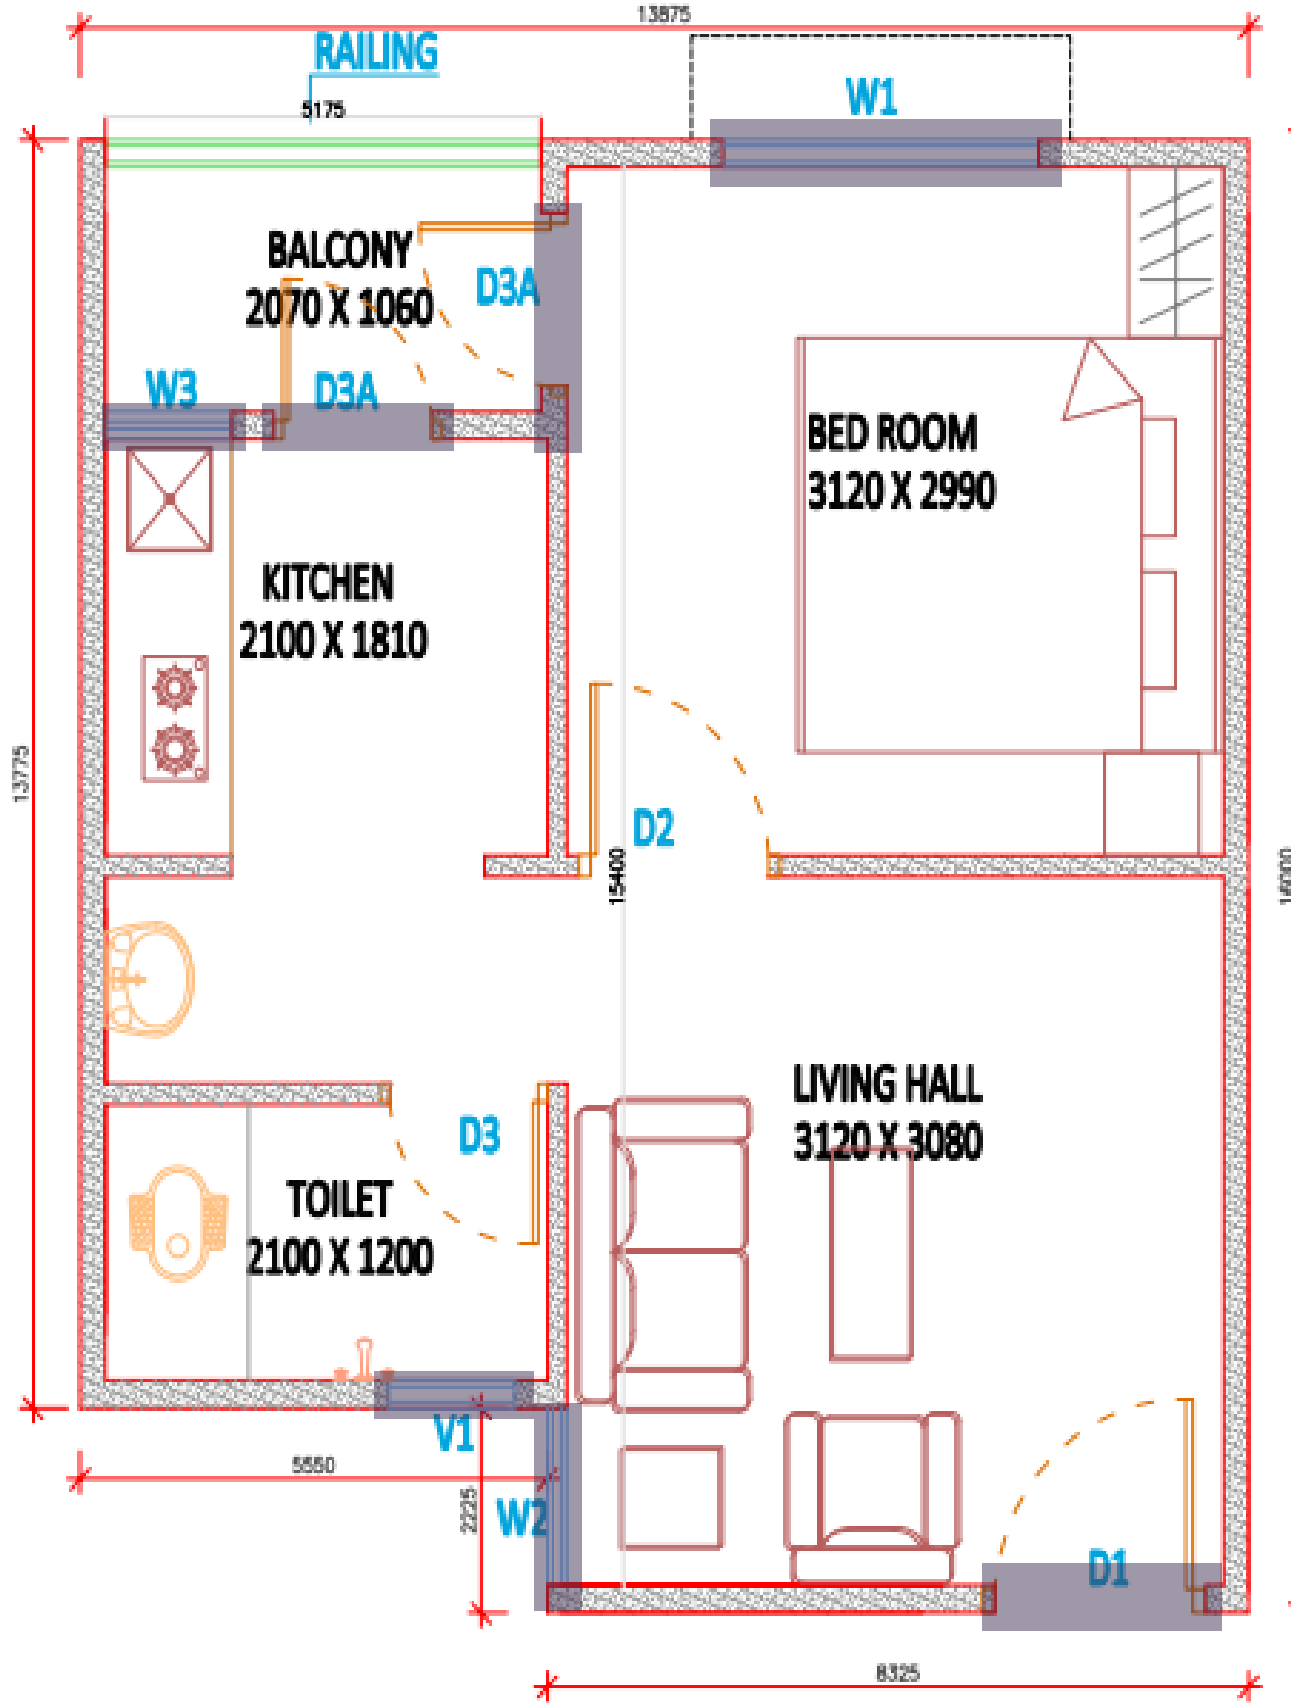 13875
RAILING
5175
W1
BALCONY
2070 X 1060
D3A
W3
D3A
BED ROOM
3120 X 2990
KITCHEN
2100 X 1810
13775
D2
15400
LIVING HALL
3120 X 3080
D3
TOILET
2100 X 1200
V1
5550
2225
W2
D1
8325